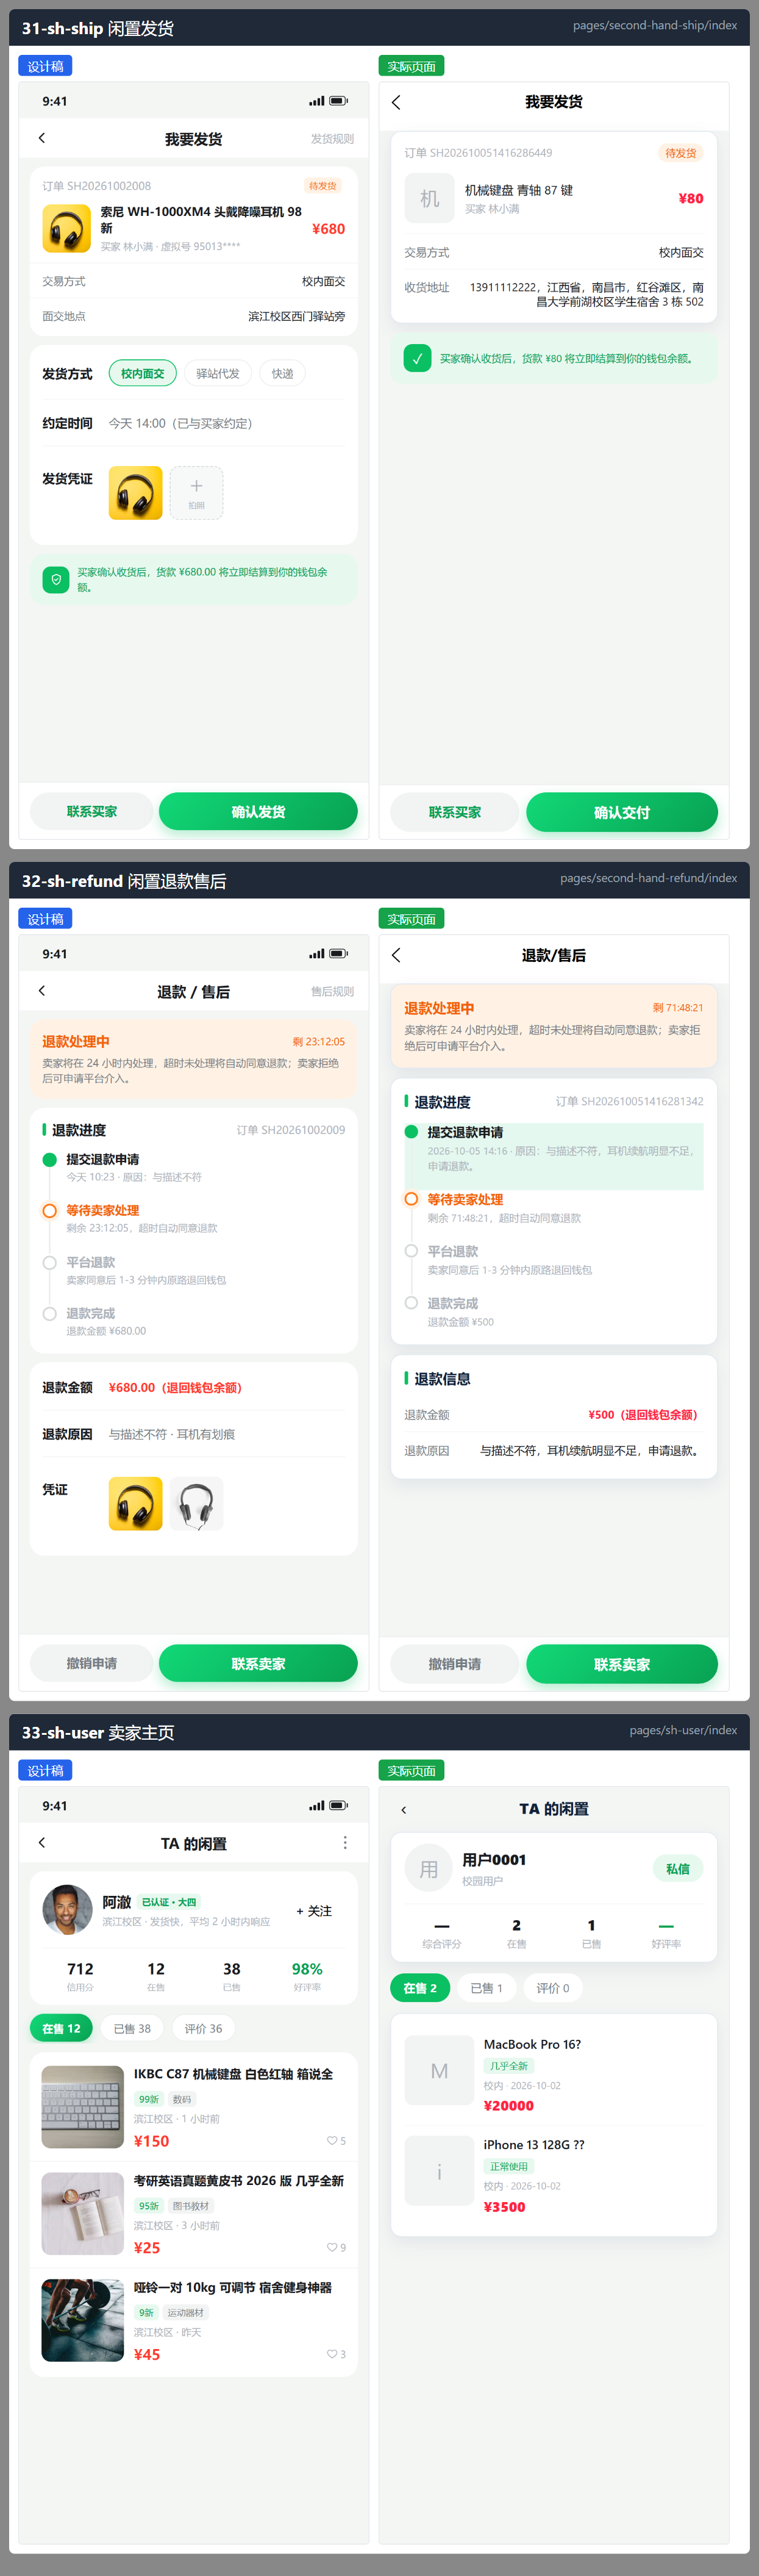 31-sh-ship 闲置发货
pages/second-hand-ship/index
设计稿
9:41
我要发货
发货规则
订单 SH20261002008
待发货
索尼 WH-1000XM4 头戴降噪耳机 98
新
¥680
买家 林小满 · 虚拟号 95013****
交易方式
校内面交
面交地点
滨江校区西门驿站旁
发货方式
校内面交
驿站代发
快递
约定时间
今天 14:00（已与买家约定）
发货凭证
拍照
买家确认收货后，货款 ¥680.00 将立即结算到你的钱包余
额。
联系买家
确认发货
实际页面
我要发货
订单 SH202610051416286449
待发货
机
机械键盘 青轴 87 键
买家 林小满
¥80
交易方式
校内面交
收货地址
13911112222，江西省，南昌市，红谷滩区，南
昌大学前湖校区学生宿舍 3 栋 502
买家确认收货后，货款 ¥80 将立即结算到你的钱包余额。
联系买家
确认交付
32-sh-refund 闲置退款售后
pages/second-hand-refund/index
设计稿
9:41
退款 / 售后
售后规则
退款处理中
剩 23:12:05
卖家将在 24 小时内处理，超时未处理将自动同意退款；卖家拒绝
后可申请平台介入。
退款进度
订单 SH20261002009
提交退款申请
今天 10:23 · 原因：与描述不符
等待卖家处理
剩余 23:12:05，超时自动同意退款
平台退款
卖家同意后 1-3 分钟内原路退回钱包
退款完成
退款金额 ¥680.00
退款金额
¥680.00（退回钱包余额）
退款原因
与描述不符 · 耳机有划痕
凭证
撤销申请
联系卖家
实际页面
退款/售后
退款处理中
剩 71:48:21
卖家将在 24 小时内处理，超时未处理将自动同意退款；卖家拒
绝后可申请平台介入。
退款进度
订单 SH202610051416281342
提交退款申请
2026-10-05 14:16 · 原因：与描述不符，耳机续航明显不足，
申请退款。
等待卖家处理
剩余 71:48:21，超时自动同意退款
平台退款
卖家同意后 1-3 分钟内原路退回钱包
退款完成
退款金额 ¥500
退款信息
退款金额
¥500（退回钱包余额）
退款原因
与描述不符，耳机续航明显不足，申请退款。
撤销申请
联系卖家
33-sh-user 卖家主页
pages/sh-user/index
设计稿
9:41
TA 的闲置
阿澈
已认证 · 大四
滨江校区 · 发货快，平均 2 小时内响应
+ 关注
712
信用分
12
在售
38
已售
98%
好评率
在售 12
已售 38
评价 36
IKBC C87 机械键盘 白色红轴 箱说全
99新
数码
滨江校区 · 1 小时前
¥150
5
考研英语真题黄皮书 2026 版 几乎全新
95新
图书教材
滨江校区 · 3 小时前
¥25
9
哑铃一对 10kg 可调节 宿舍健身神器
9新
运动器材
滨江校区 · 昨天
¥45
3
实际页面
TA 的闲置
用
用户0001
校园用户
私信
—
综合评分
2
在售
1
已售
—
好评率
在售 2
已售 1
评价 0
M
MacBook Pro 16?
几乎全新
校内 · 2026-10-02
¥20000
i
iPhone 13 128G ??
正常使用
校内 · 2026-10-02
¥3500